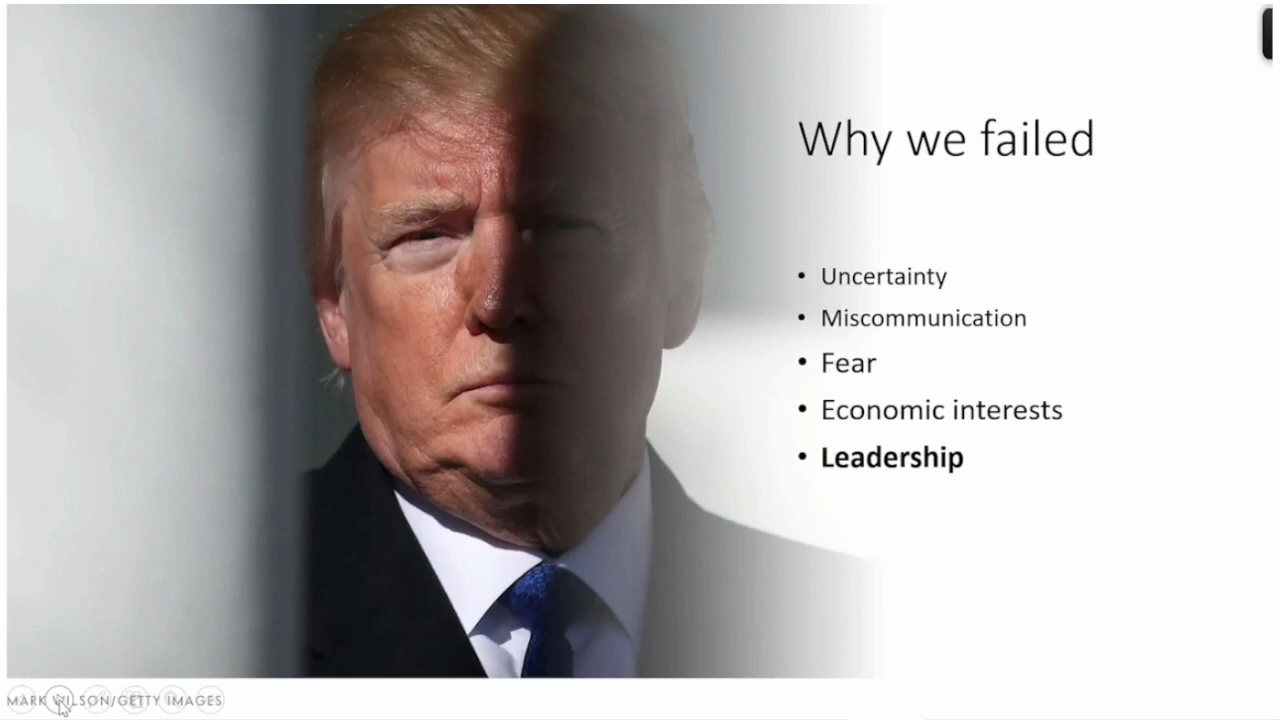 Why we failed
• Uncertainty
• Miscommunication
• Fear
• Economic interests
• Leadership
MARK WILSON/GETTY IMAGES